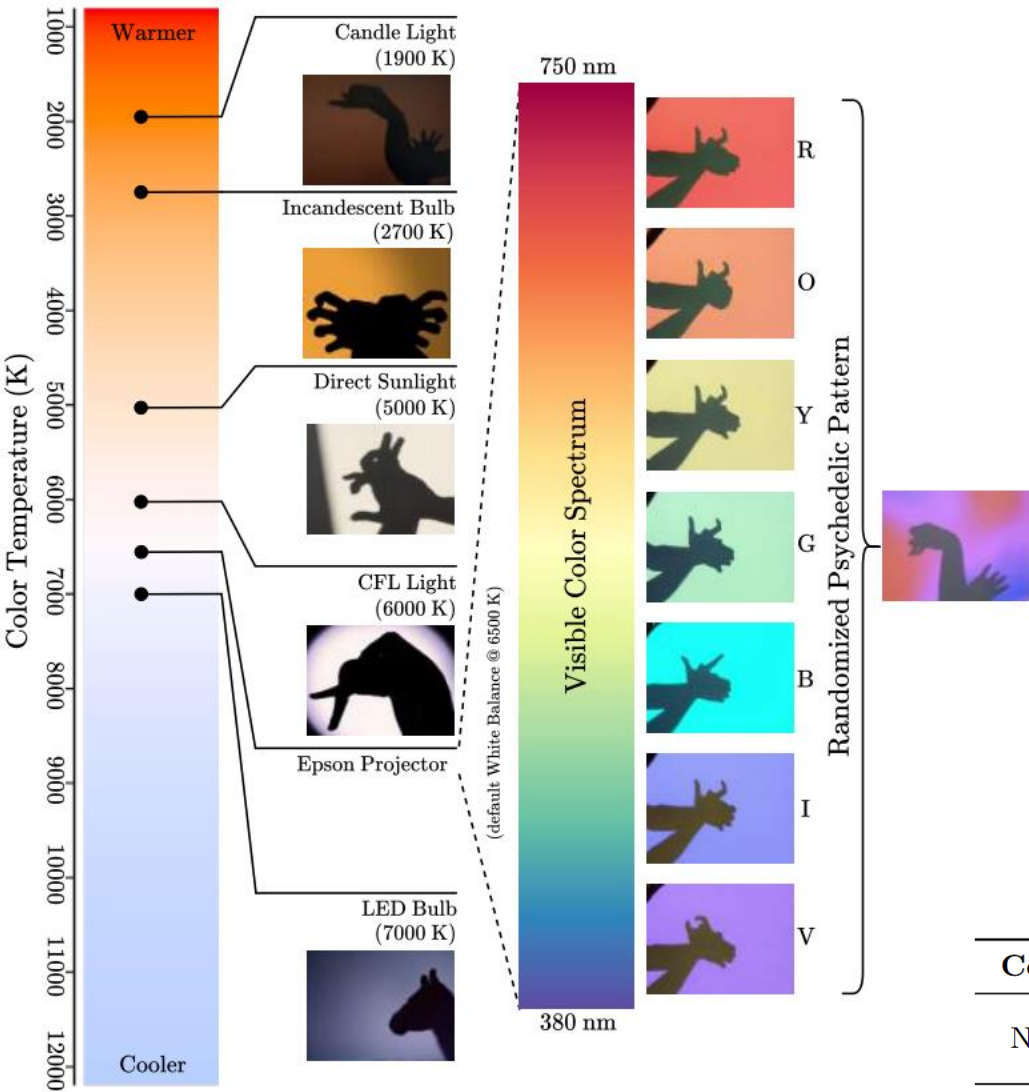 Color Temperature (K)
1000
2000
3000
4000
5000
6000
7000
8000
9000
10000
11000
12000
Warmer
Cooler
Candle Light
(1900 K)
Incandescent Bulb
(2700 K)
Direct Sunlight
(5000 K)
CFL Light
(6000 K)
Epson Projector
(default White Balance @ 6500 K)
LED Bulb
(7000 K)
750 nm
Visible Color Spectrum
380 nm
R
O
Y
G
B
I
V
Randomized Psychedelic Pattern